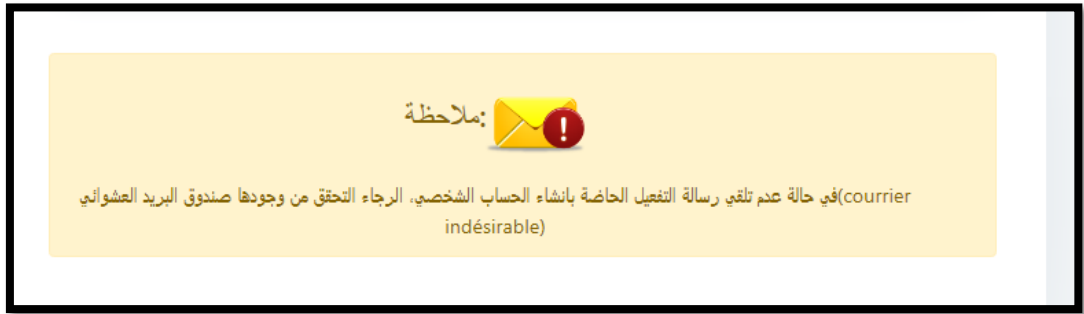 ملاحظة:
في حالة عدم تلقي رسالة التفعيل الخاصة بانشاء الحساب الشخصي، الرجاء التحقق من وجودها صندوق البريد العشوائي(courrier
indésirable)